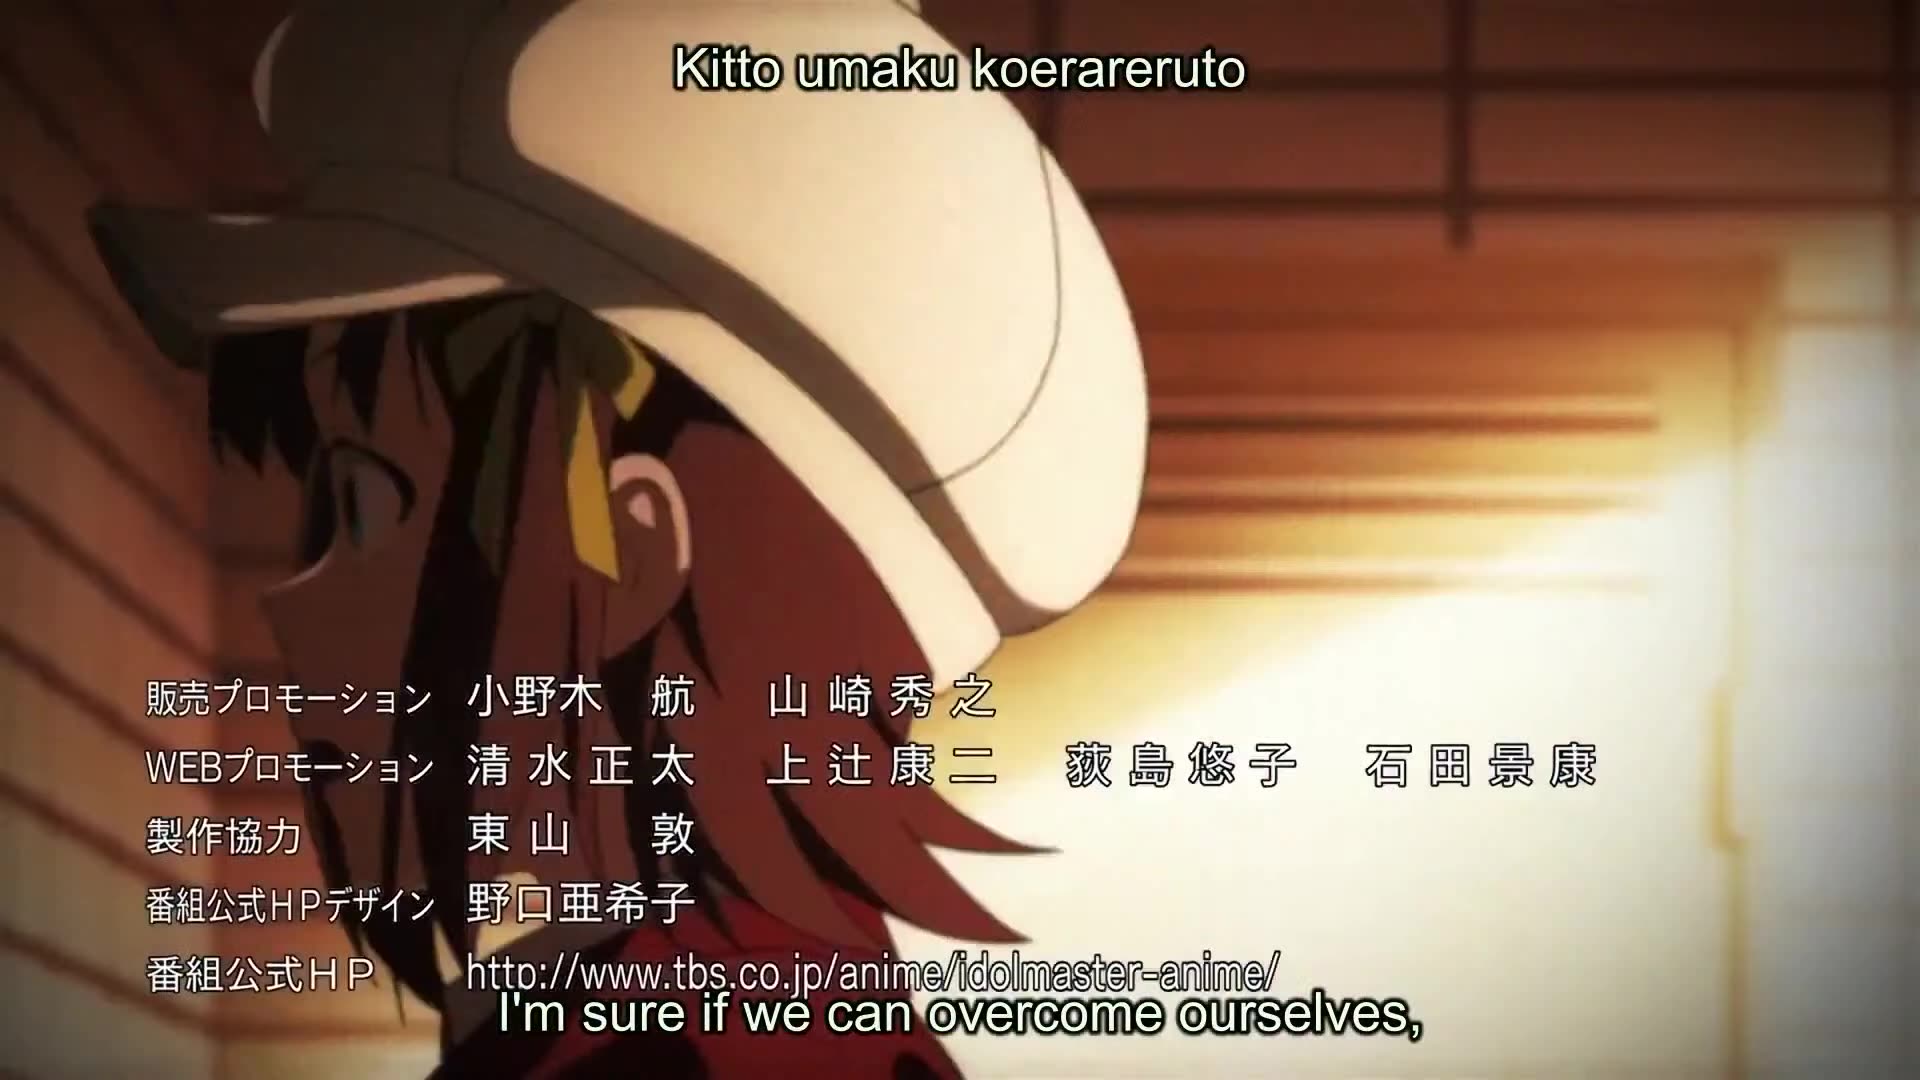 Kitto umaku koerareruto
販売プロモーション 小野木 航 山崎秀之
WEBプロモーション 清水正太 上辻康二 荻島悠子 石田景康
製作協力 東山 敦
番組公式HPデザイン 野口亜希子
番組公式HP http://www.tbs.co.jp/anime/idolmaster-anime/
I'm sure if we can overcome ourselves,